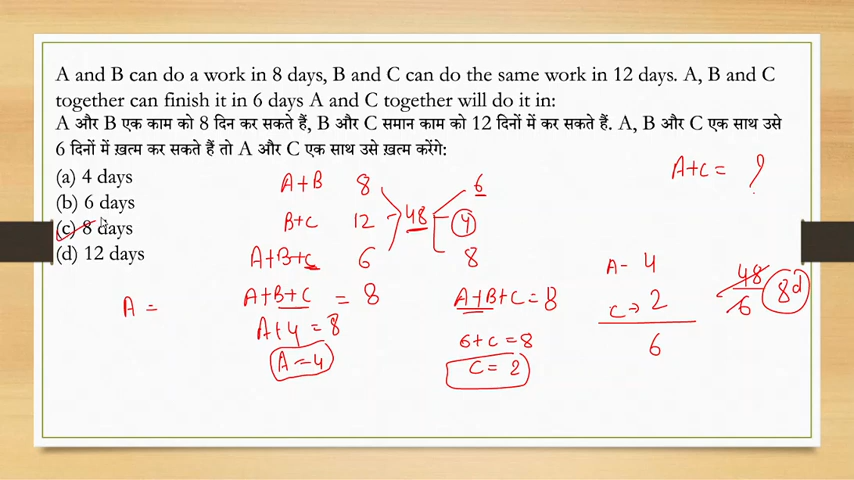 A and B can do a work in 8 days, B and C can do the same work in 12 days. A, B and C
together can finish it in 6 days A and C together will do it in:
A और B एक काम को 8 दिन कर सकते हैं, B और C समान काम को 12 दिनों में कर सकते हैं. A, B और C एक साथ उसे
6 दिनों में ख़त्म कर सकते हैं तो A और C एक साथ उसे ख़त्म करेंगे:
(a) 4 days
(b) 6 days
(c) 8 days
(d) 12 days
A+C = ?
A+B 8 6
B+C 12 48 4
A+B+C 6 8
A =
A+B+C = 8
A+4 = 8
A = 4
A+B+C = 8
6+C = 8
C = 2
A - 4
C → 2
6
48
6
8d